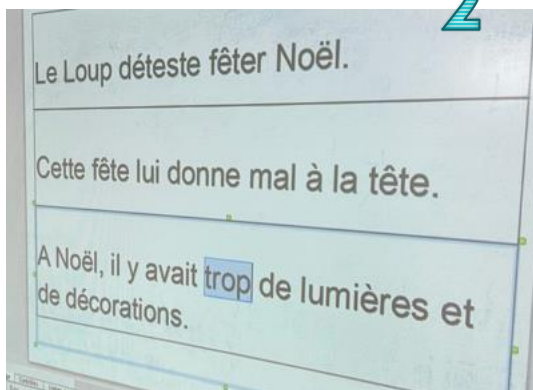 2
Le Loup déteste fêter Noël.
Cette fête lui donne mal à la tête.
A Noël, il y avait trop de lumières et
de décorations.